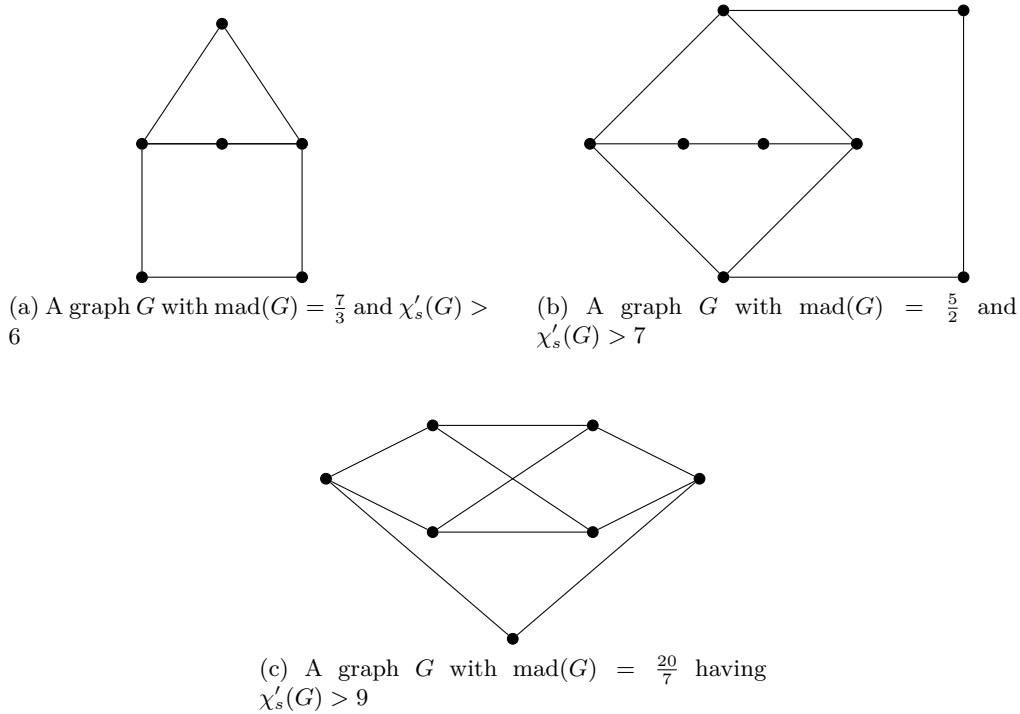 (a) A graph G with mad(G) = 7/3 and χ′ₛ(G) >
6
(b) A graph G with mad(G) = 5/2 and
χ′ₛ(G) > 7
(c) A graph G with mad(G) = 20/7 having
χ′ₛ(G) > 9